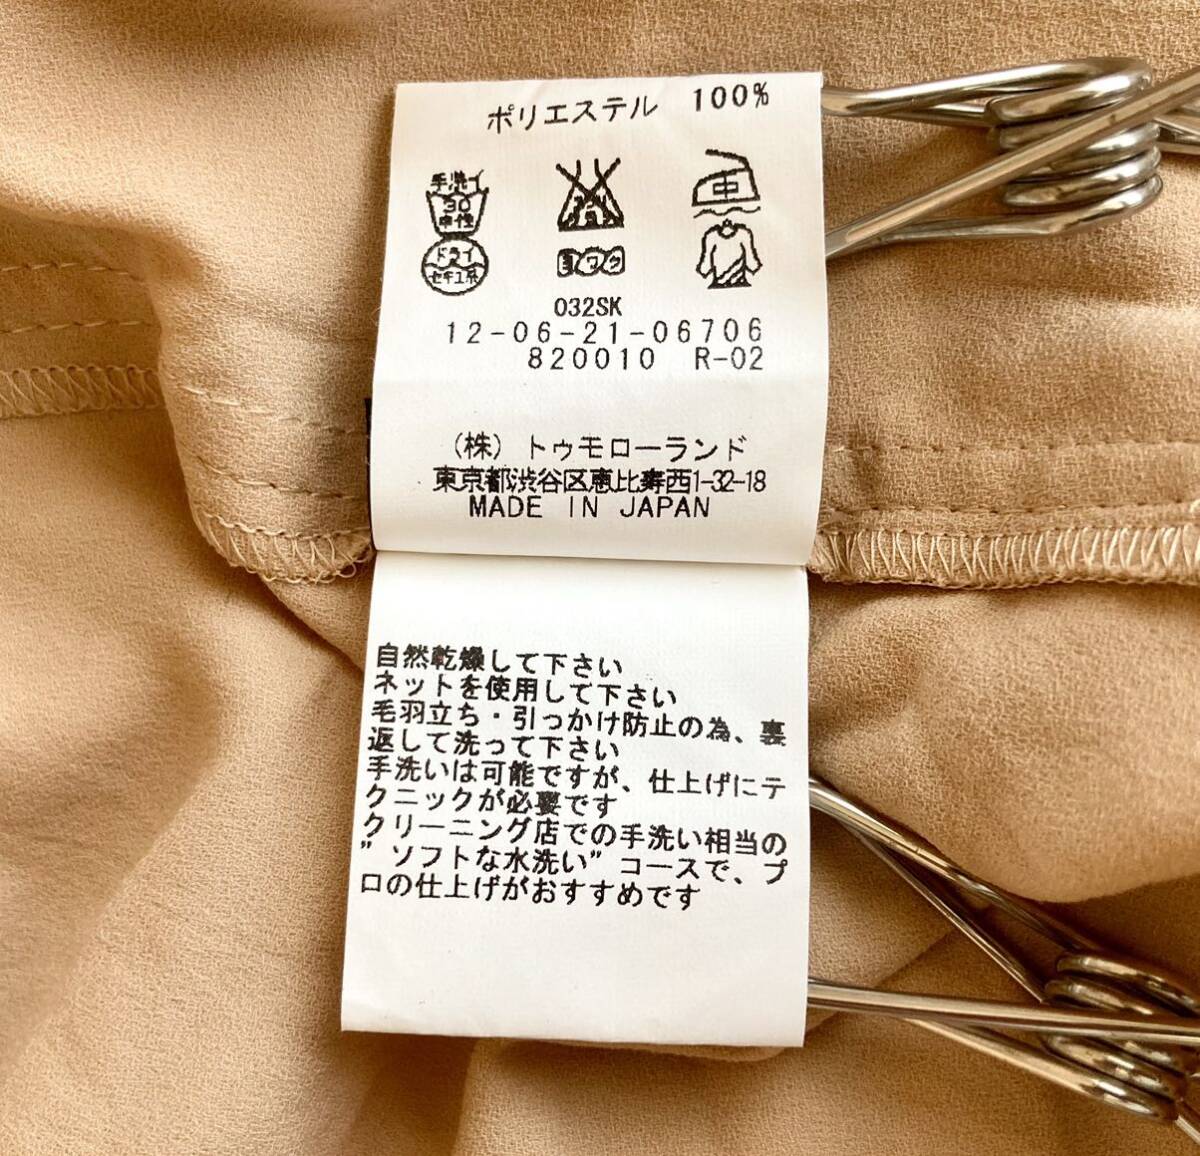 ポリエステル 100%
手洗イ
30
中性
中
ドライ
セキユ系
ヨワク
032SK
12-06-21-06706
820010 R-02
(株) トゥモローランド
東京都渋谷区恵比寿西1-32-18
MADE IN JAPAN
自然乾燥して下さい
ネットを使用して下さい
毛羽立ち・引っかけ防止の為、裏
返して洗って下さい
手洗いは可能ですが、仕上げにテ
クニックが必要です
クリーニング店での手洗い相当の
”ソフトな水洗い”コースで、プ
ロの仕上げがおすすめです